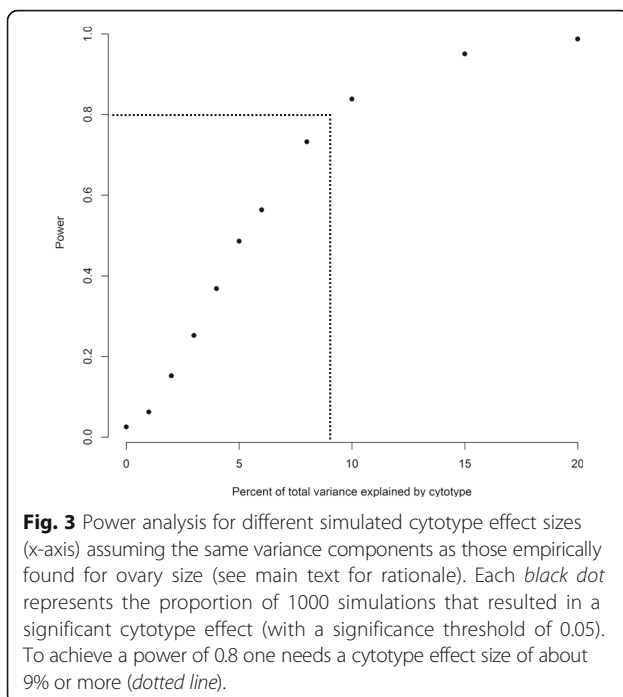 1.0
0.8
0.6
0.4
0.2
0.0
Power
0 5 10 15 20
Percent of total variance explained by cytotype
Fig. 3 Power analysis for different simulated cytotype effect sizes
(x-axis) assuming the same variance components as those empirically
found for ovary size (see main text for rationale). Each black dot
represents the proportion of 1000 simulations that resulted in a
significant cytotype effect (with a significance threshold of 0.05).
To achieve a power of 0.8 one needs a cytotype effect size of about
9% or more (dotted line).